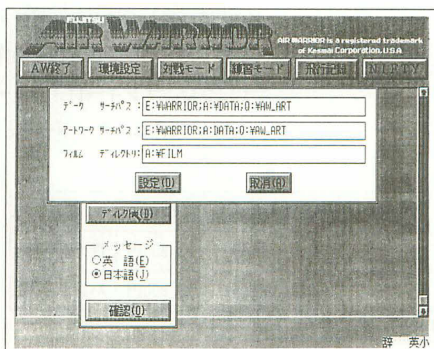 FUJITSU
AIR WARRIOR
AIR WARRIOR is a registered trademark
of Kesmai Corporation, U.S.A
AW終了 環境設定 対戦モード 練習モード 飛行記録 NIFTY
データ サーチパス : E:¥WARRIOR;A:¥DATA;Q:¥AW_ART
アートワーク サーチパス : E:¥WARRIOR;A:DATA;Q:¥AW_ART
フィルム ディレクトリ: A:¥FILM
設定(O) 取消(A)
ディレクトリ(D)
メッセージ
○英 語(E)
◉日本語(J)
確認(O)
辞 英小